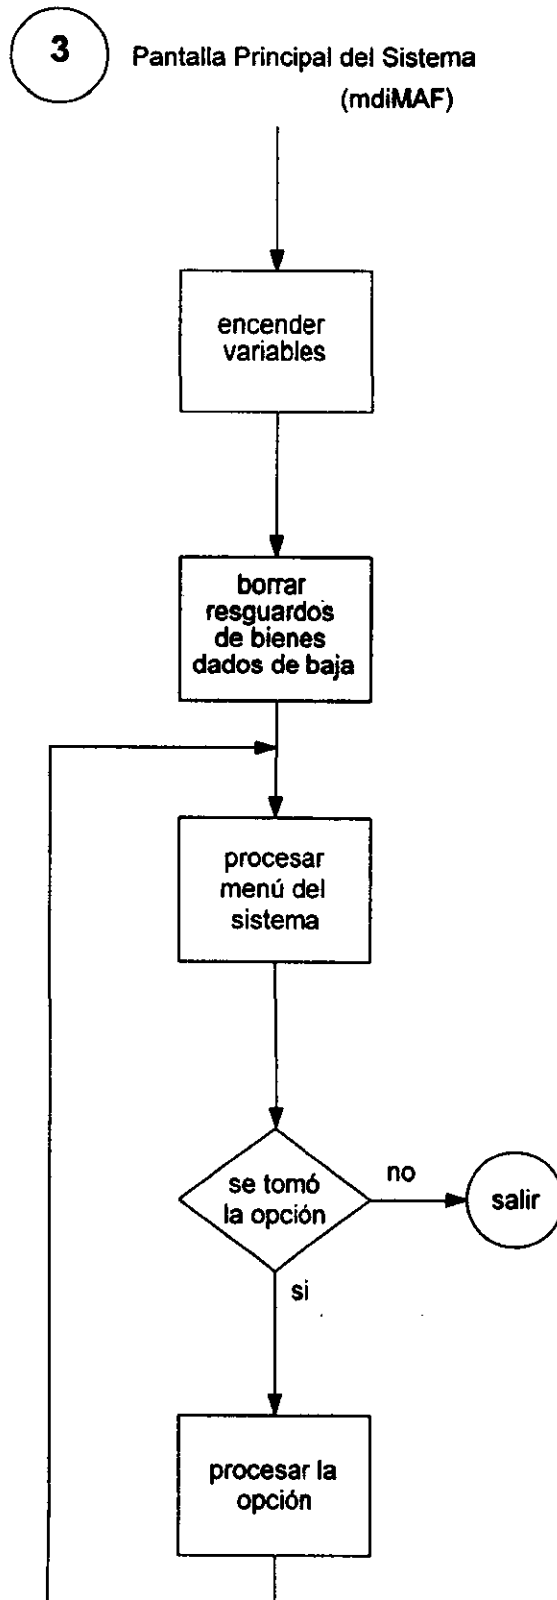 3
Pantalla Principal del Sistema
(mdiMAF)
encender
variables
borrar
resguardos
de bienes
dados de baja
procesar
menú del
sistema
se tomó
la opción
no
salir
si
procesar la
opción